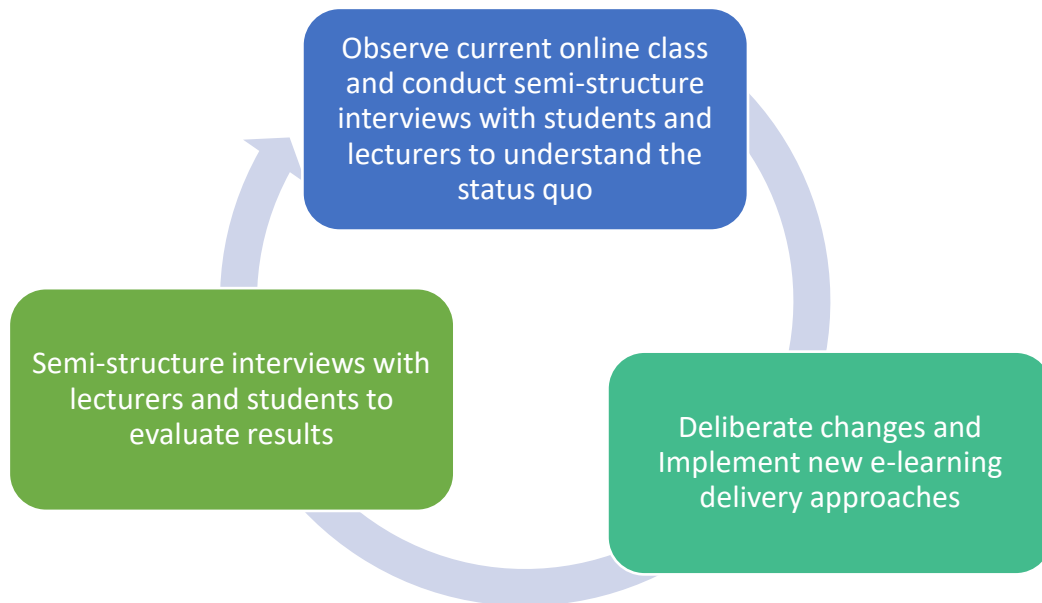 Observe current online class
and conduct semi-structure
interviews with students and
lecturers to understand the
status quo
Deliberate changes and
Implement new e-learning
delivery approaches
Semi-structure interviews with
lecturers and students to
evaluate results